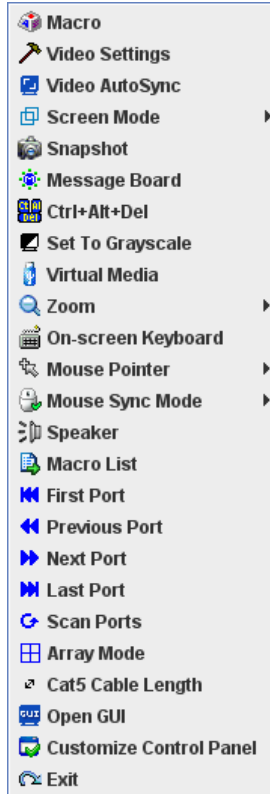 Macro
Video Settings
Video AutoSync
Screen Mode
Snapshot
Message Board
Ctrl+Alt+Del
Set To Grayscale
Virtual Media
Zoom
On-screen Keyboard
Mouse Pointer
Mouse Sync Mode
Speaker
Macro List
First Port
Previous Port
Next Port
Last Port
Scan Ports
Array Mode
Cat5 Cable Length
GUI Open GUI
Customize Control Panel
Exit